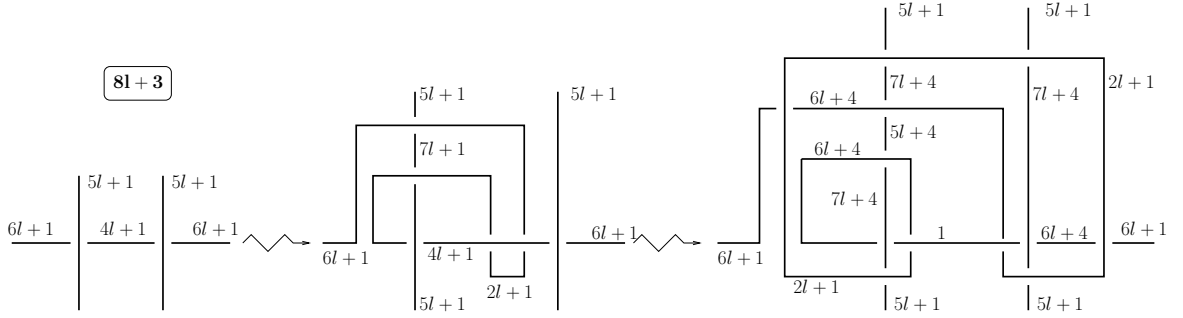 8l + 3
5l + 1
5l + 1
6l + 1
4l + 1
6l + 1
5l + 1
5l + 1
7l + 1
6l + 1
4l + 1
6l + 1
2l + 1
5l + 1
5l + 1
5l + 1
7l + 4
7l + 4
2l + 1
6l + 4
5l + 4
6l + 4
7l + 4
1
6l + 4
6l + 1
6l + 1
2l + 1
5l + 1
5l + 1